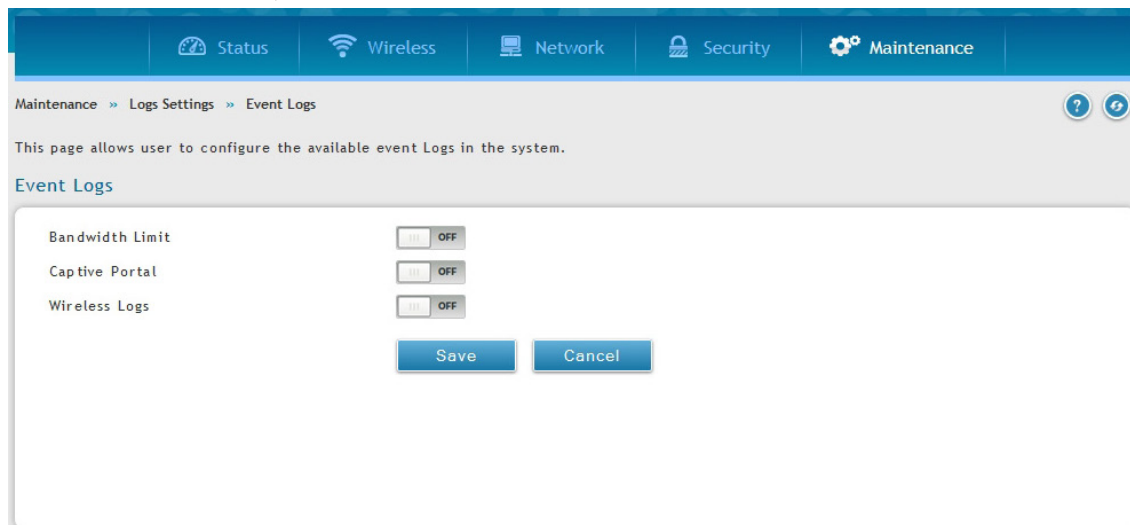 Status Wireless Network Security Maintenance
Maintenance » Logs Settings » Event Logs
?
This page allows user to configure the available event Logs in the system.
Event Logs
Bandwidth Limit OFF
Captive Portal OFF
Wireless Logs OFF
Save Cancel